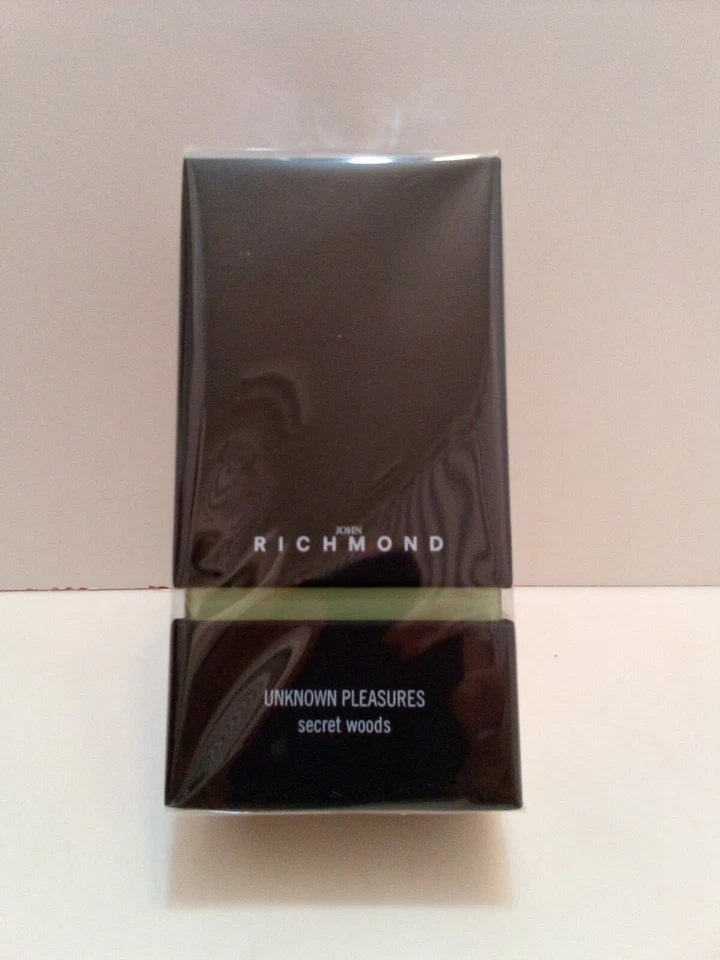 JOHN
RICHMOND
UNKNOWN PLEASURES
secret woods